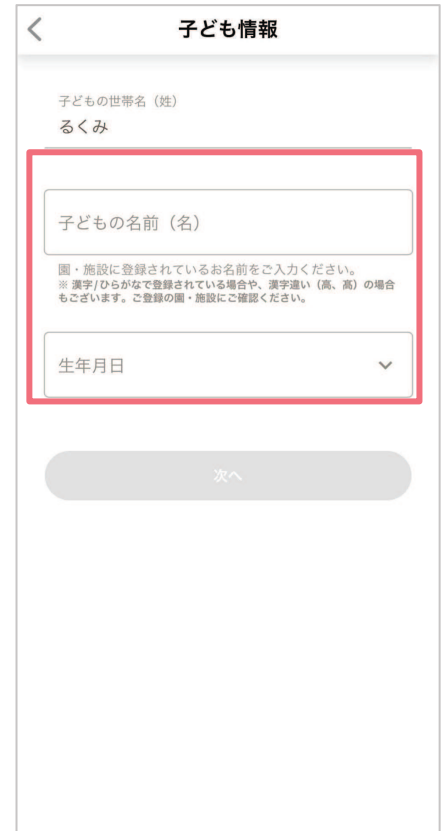 子ども情報
子どもの世帯名（姓）
るくみ
子どもの名前（名）
園・施設に登録されているお名前をご入力ください。
※ 漢字/ひらがなで登録されている場合や、漢字違い（高、髙）の場合
もございます。ご登録の園・施設にご確認ください。
生年月日
次へ